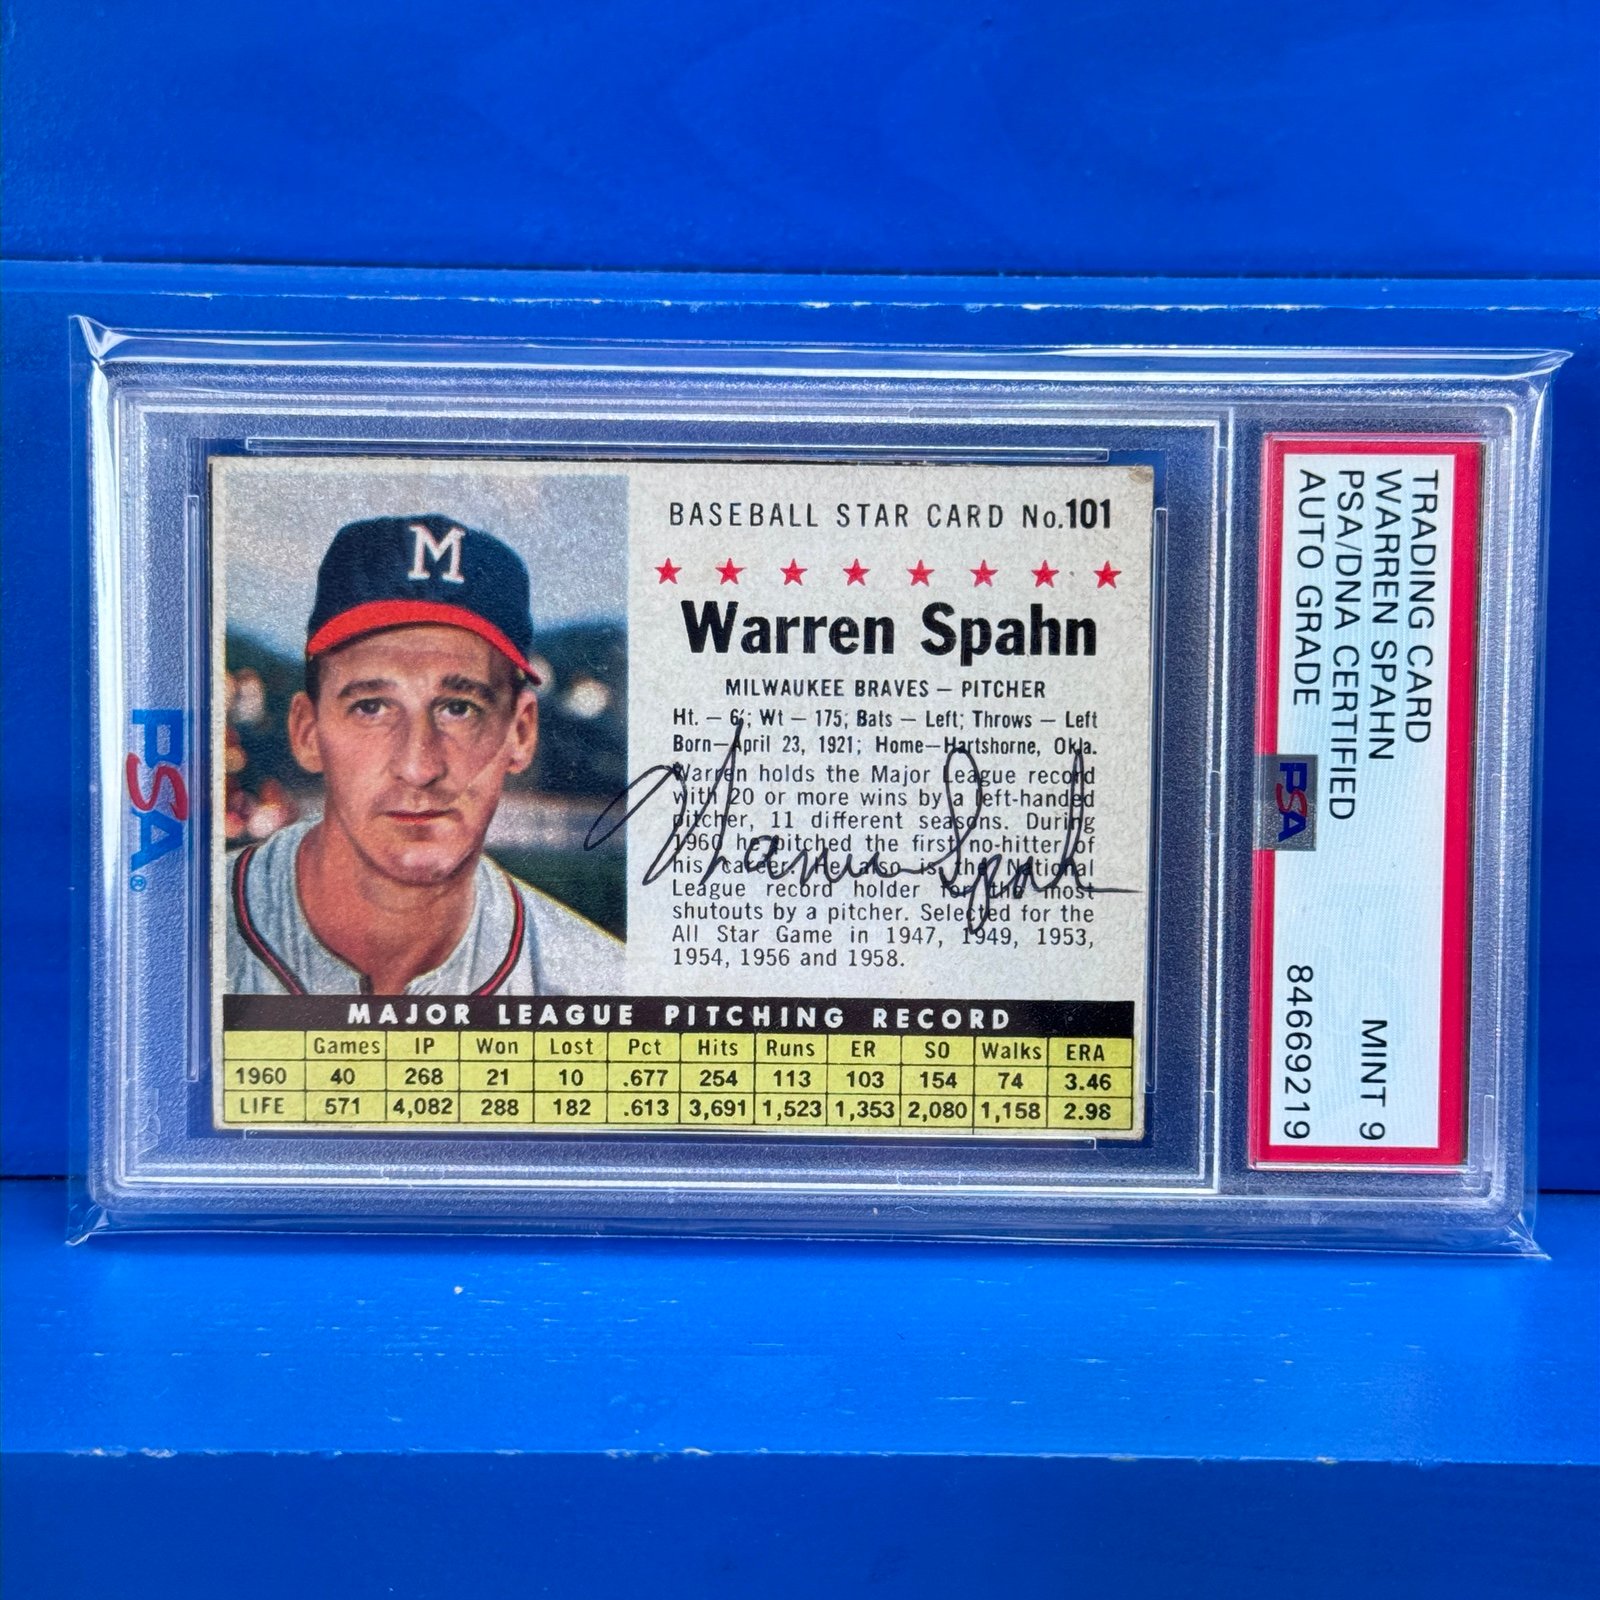 M
BASEBALL STAR CARD No.101
Warren Spahn
MILWAUKEE BRAVES — PITCHER
Ht. — 6'; Wt — 175; Bats — Left; Throws — Left
Born—April 23, 1921; Home—Hartshorne, Okla.
Warren holds the Major League record
with 20 or more wins by a left-handed
pitcher, 11 different seasons. During
1960 he pitched the first no-hitter of
his career. He also is the National
League record holder for the most
shutouts by a pitcher. Selected for the
All Star Game in 1947, 1949, 1953,
1954, 1956 and 1958.
Warren Spahn
MAJOR LEAGUE PITCHING RECORD
Games IP Won Lost Pct Hits Runs ER SO Walks ERA
1960 40 268 21 10 .677 254 113 103 154 74 3.46
LIFE 571 4,082 288 182 .613 3,691 1,523 1,353 2,080 1,158 2.98
PSA®
TRADING CARD
WARREN SPAHN
PSA/DNA CERTIFIED
AUTO GRADE
MINT 9
84669219
PSA